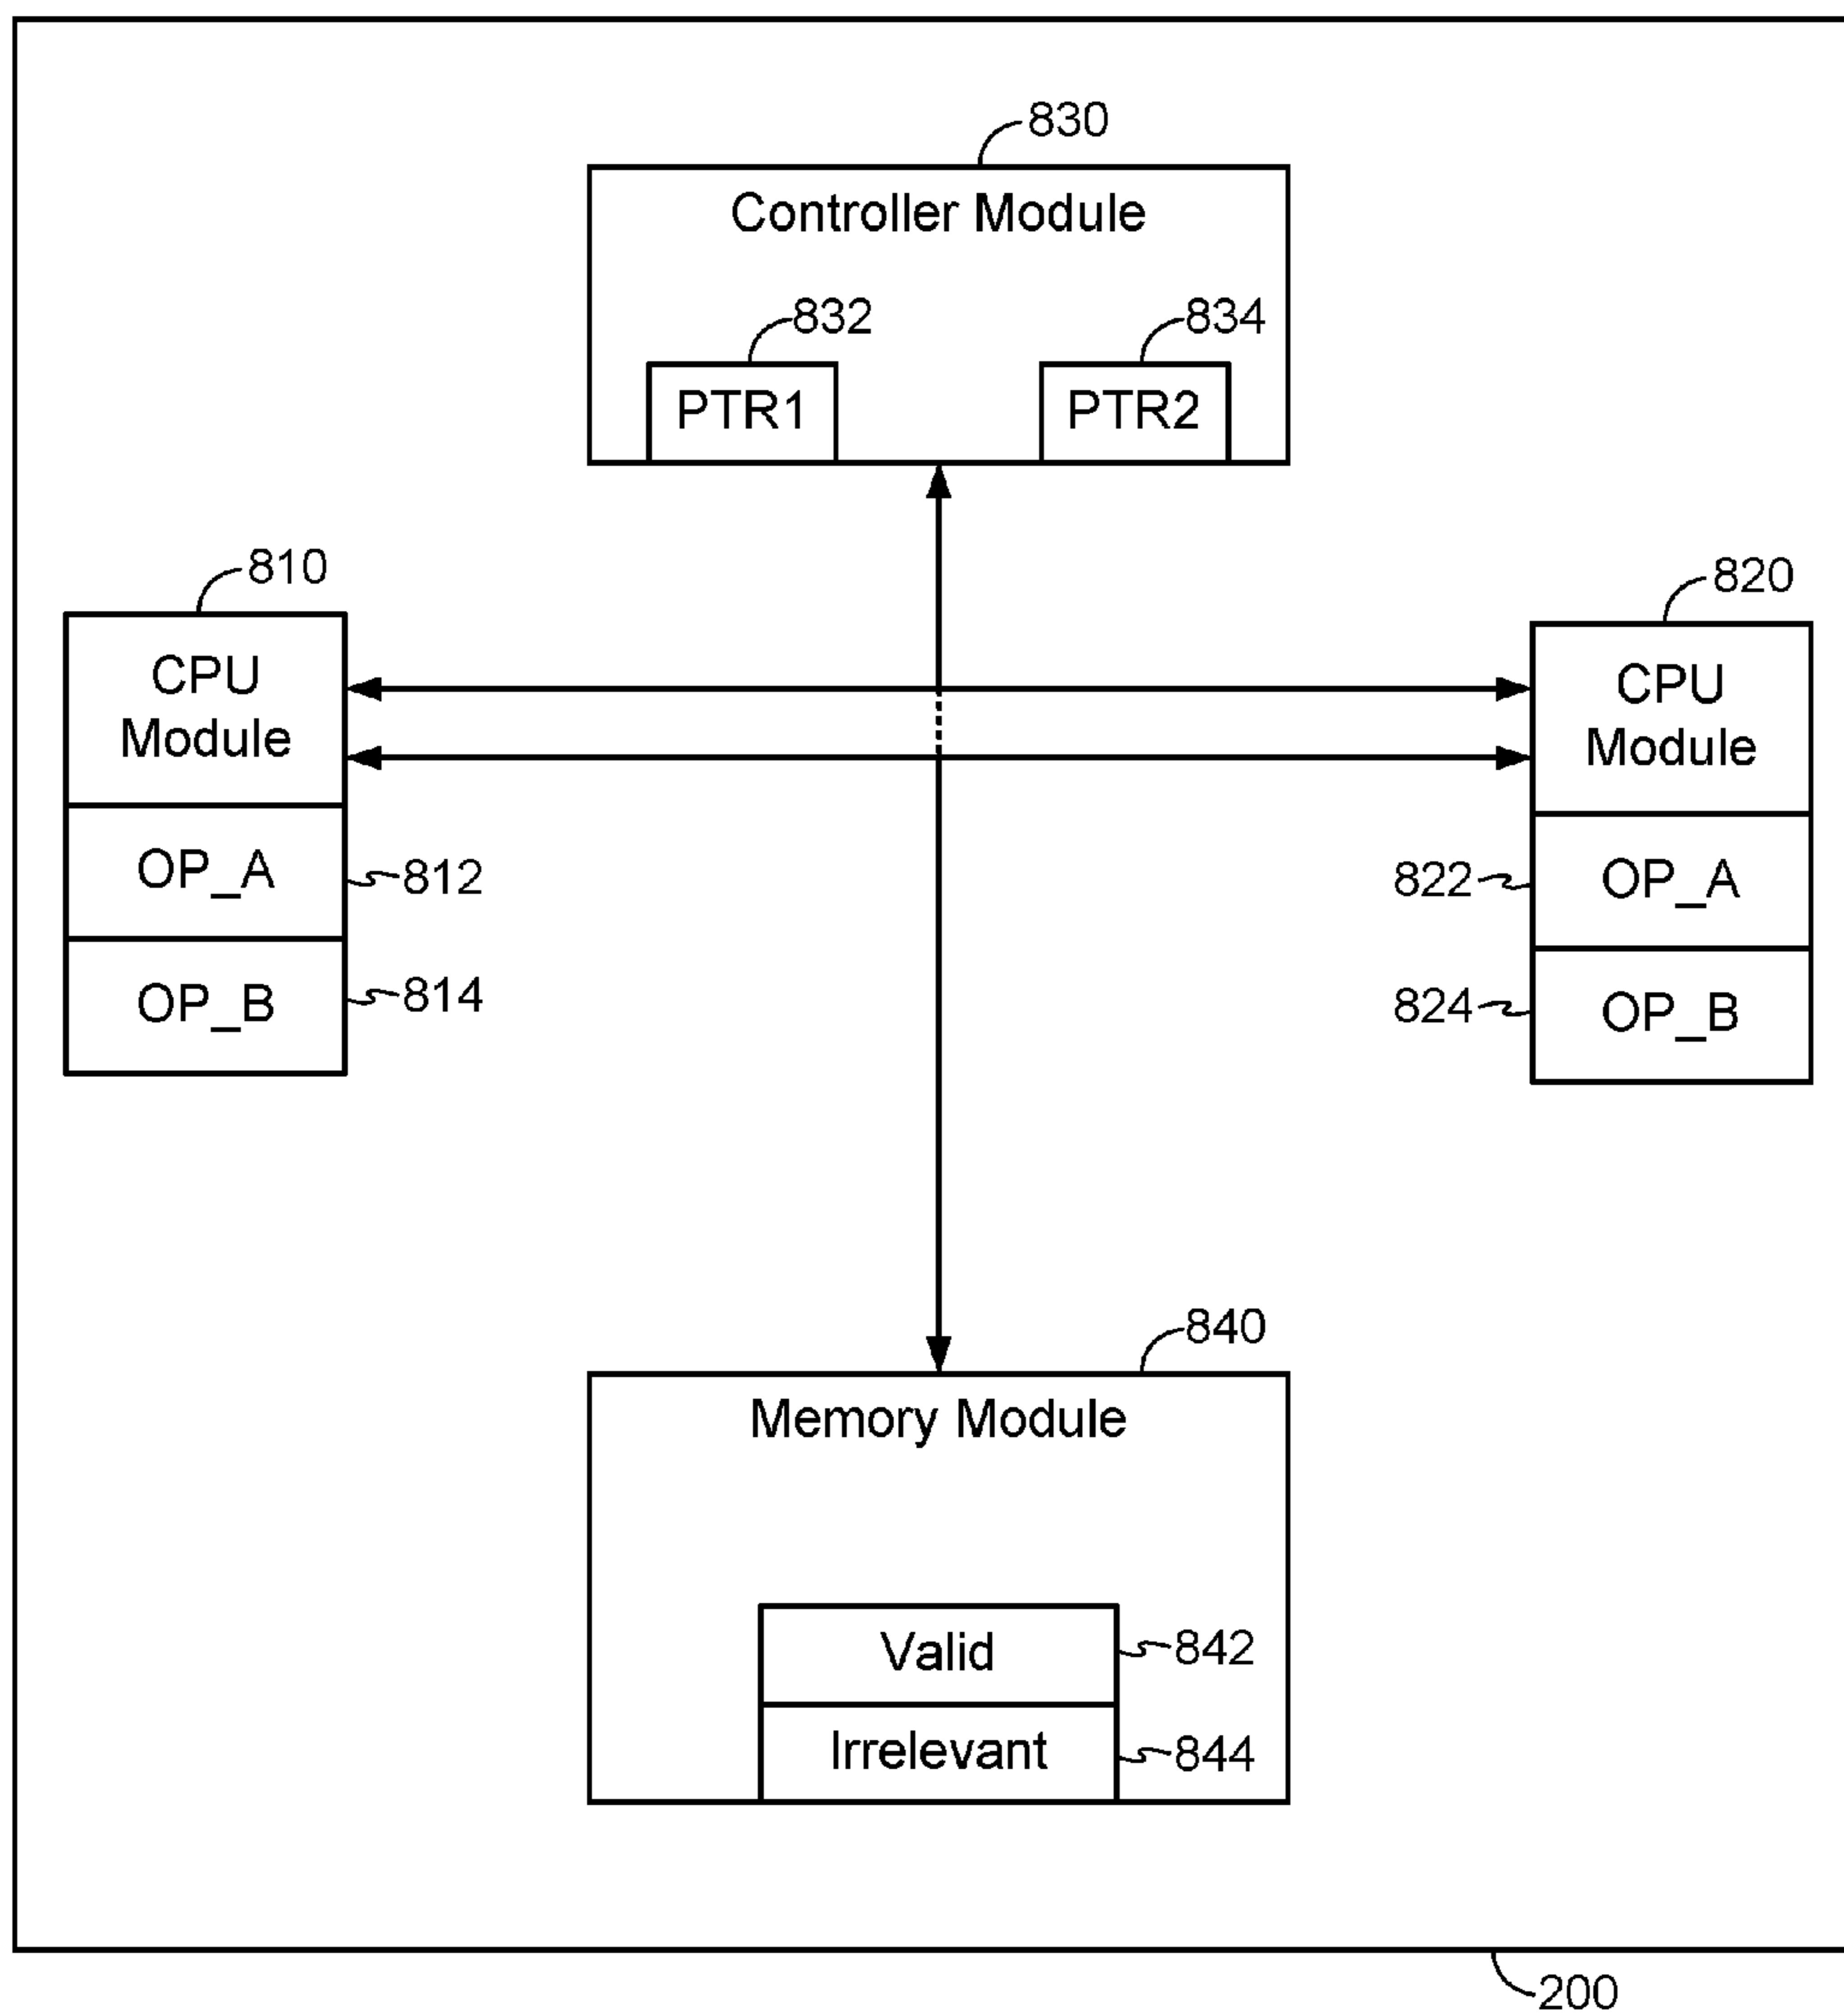 830
Controller Module
832
834
PTR1
PTR2
810
820
CPU
Module
CPU
Module
OP_A
812
822
OP_A
OP_B
814
824
OP_B
840
Memory Module
Valid
842
Irrelevant
844
200